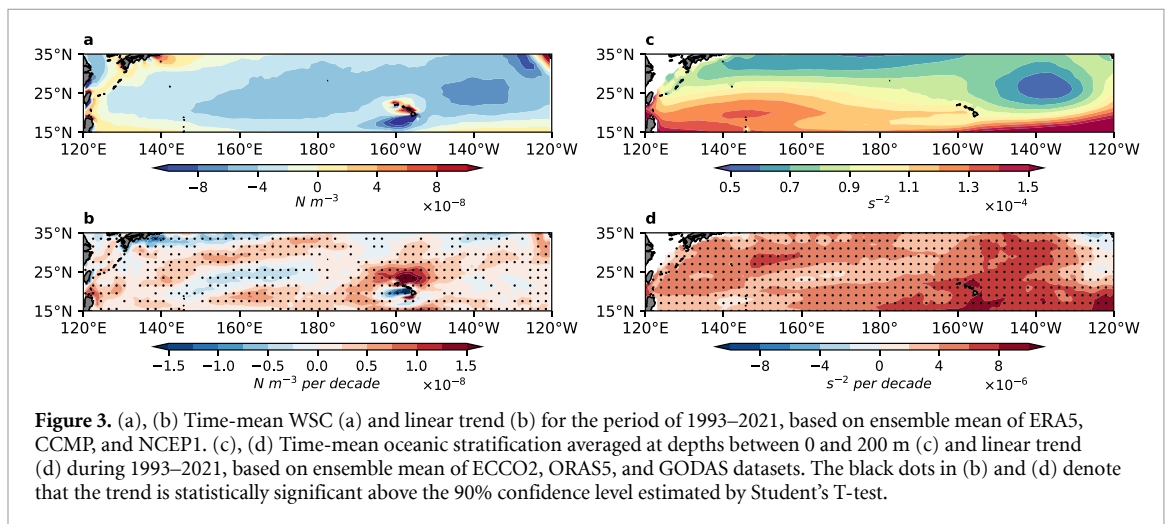 a
35°N
25°N
15°N
120°E 140°E 160°E 180° 160°W 140°W 120°W
−8 −4 0 4 8
N m−3 ×10−8
b
35°N
25°N
15°N
120°E 140°E 160°E 180° 160°W 140°W 120°W
−1.5 −1.0 −0.5 0.0 0.5 1.0 1.5
N m−3 per decade ×10−8
c
35°N
25°N
15°N
120°E 140°E 160°E 180° 160°W 140°W 120°W
0.5 0.7 0.9 1.1 1.3 1.5
s−2 ×10−4
d
35°N
25°N
15°N
120°E 140°E 160°E 180° 160°W 140°W 120°W
−8 −4 0 4 8
s−2 per decade ×10−6
Figure 3. (a), (b) Time-mean WSC (a) and linear trend (b) for the period of 1993–2021, based on ensemble mean of ERA5,
CCMP, and NCEP1. (c), (d) Time-mean oceanic stratification averaged at depths between 0 and 200 m (c) and linear trend
(d) during 1993–2021, based on ensemble mean of ECCO2, ORAS5, and GODAS datasets. The black dots in (b) and (d) denote
that the trend is statistically significant above the 90% confidence level estimated by Student's T-test.